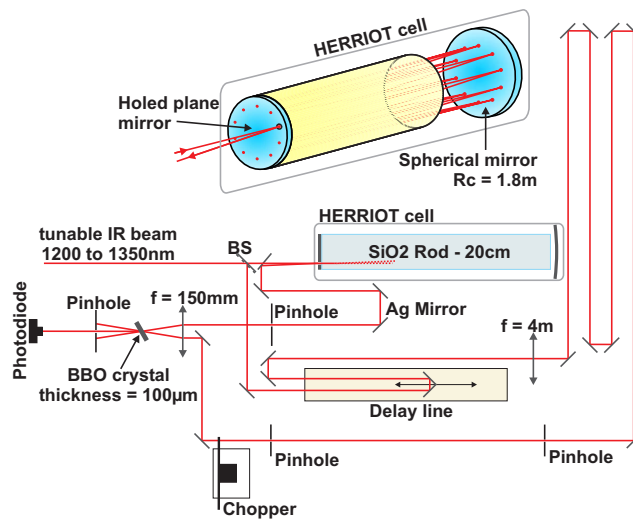 HERRIOT CELL
Holed plane
mirror
Spherical mirror
Rc = 1.8m
HERRIOT cell
tunable IR beam
1200 to 1350nm
BS
SiO2 Rod - 20cm
Pinhole
f = 150mm
Pinhole
Ag Mirror
f = 4m
Photodiode
BBO crystal
thickness = 100µm
Delay line
Pinhole
Pinhole
Chopper